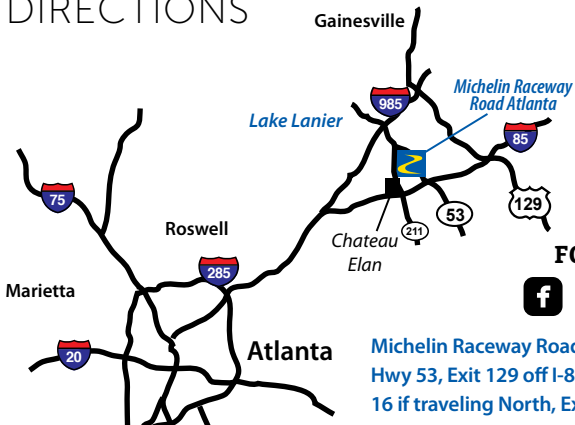 DIRECTIONS
Gainesville
985
Michelin Raceway
Road Atlanta
Lake Lanier
85
75
129
53
211
Roswell
Chateau
Elan
285
Marietta
f
20
Atlanta
Michelin Raceway Road
Hwy 53, Exit 129 off I-8
16 if traveling North, Ex